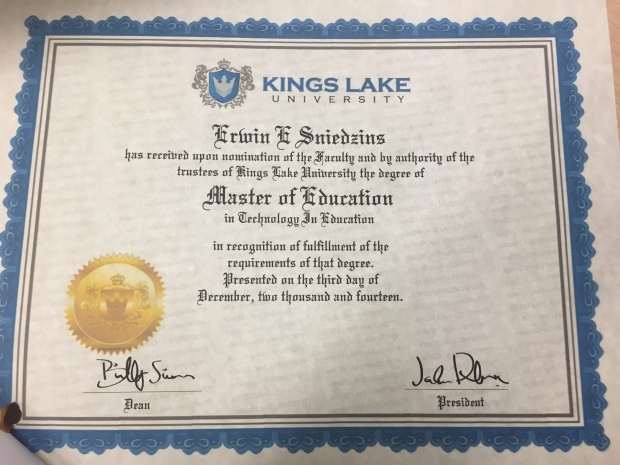 KINGS LAKE
UNIVERSITY
Erwin E Sniedzins
has received upon nomination of the Faculty and by authority of the
trustees of Kings Lake University the degree of
Master of Education
in Technology In Education
in recognition of fulfillment of the
requirements of that degree.
Presented on the third day of
December, two thousand and fourteen.
Dean
President